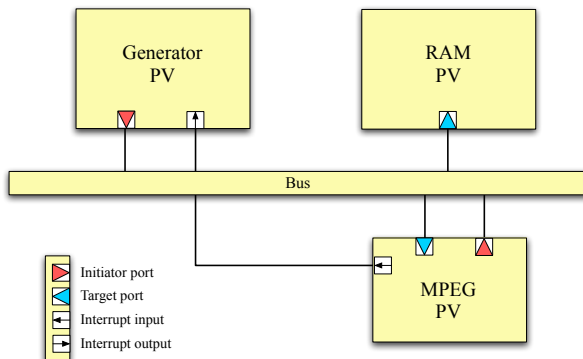 Generator
PV
RAM
PV
Bus
MPEG
PV
Initiator port
Target port
Interrupt input
Interrupt output